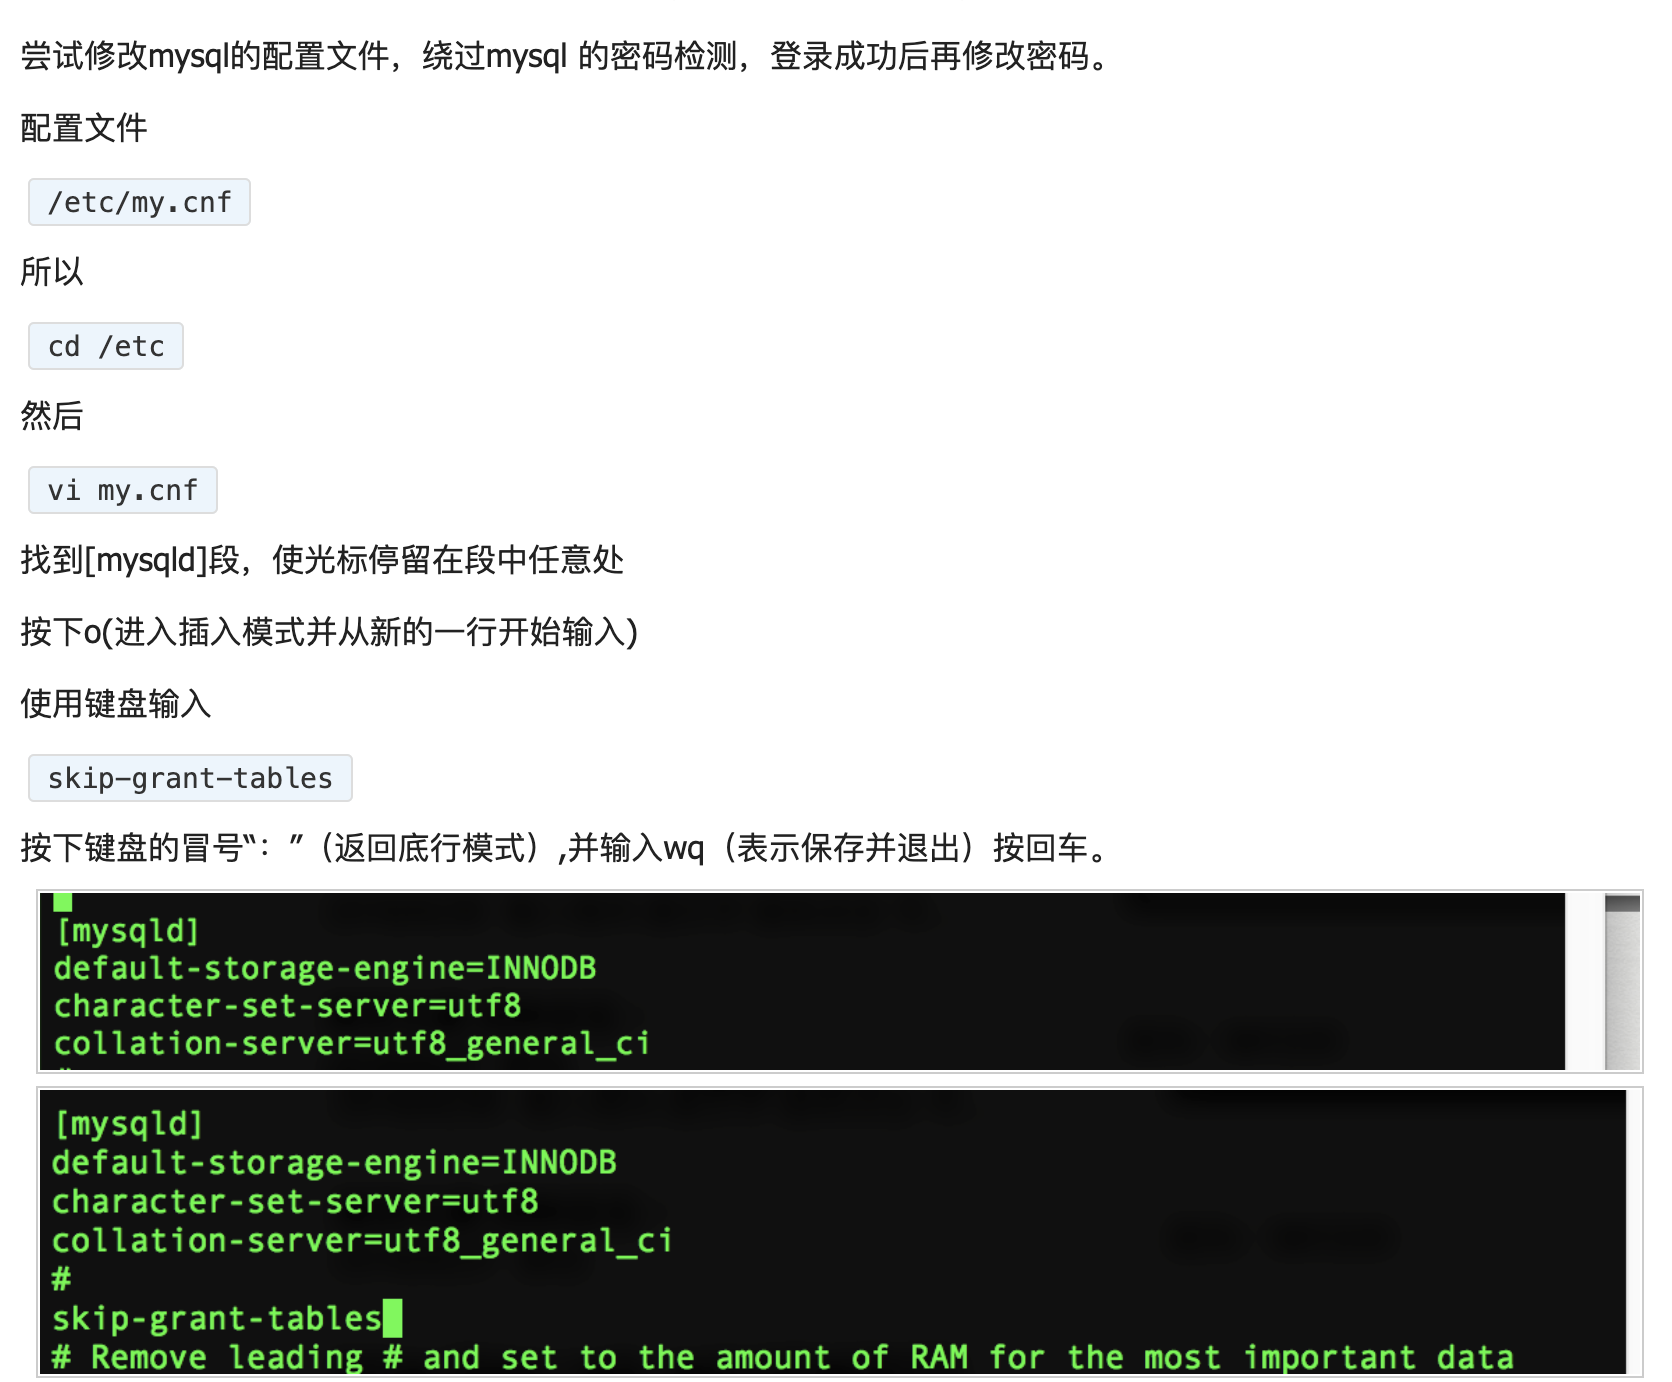 尝试修改mysql的配置文件，绕过mysql 的密码检测，登录成功后再修改密码。
配置文件
/etc/my.cnf
所以
cd /etc
然后
vi my.cnf
找到[mysqld]段，使光标停留在段中任意处
按下o(进入插入模式并从新的一行开始输入)
使用键盘输入
skip-grant-tables
按下键盘的冒号“：”（返回底行模式）,并输入wq（表示保存并退出）按回车。
[mysqld]
default-storage-engine=INNODB
character-set-server=utf8
collation-server=utf8_general_ci
[mysqld]
default-storage-engine=INNODB
character-set-server=utf8
collation-server=utf8_general_ci
#
skip-grant-tables
# Remove leading # and set to the amount of RAM for the most important data